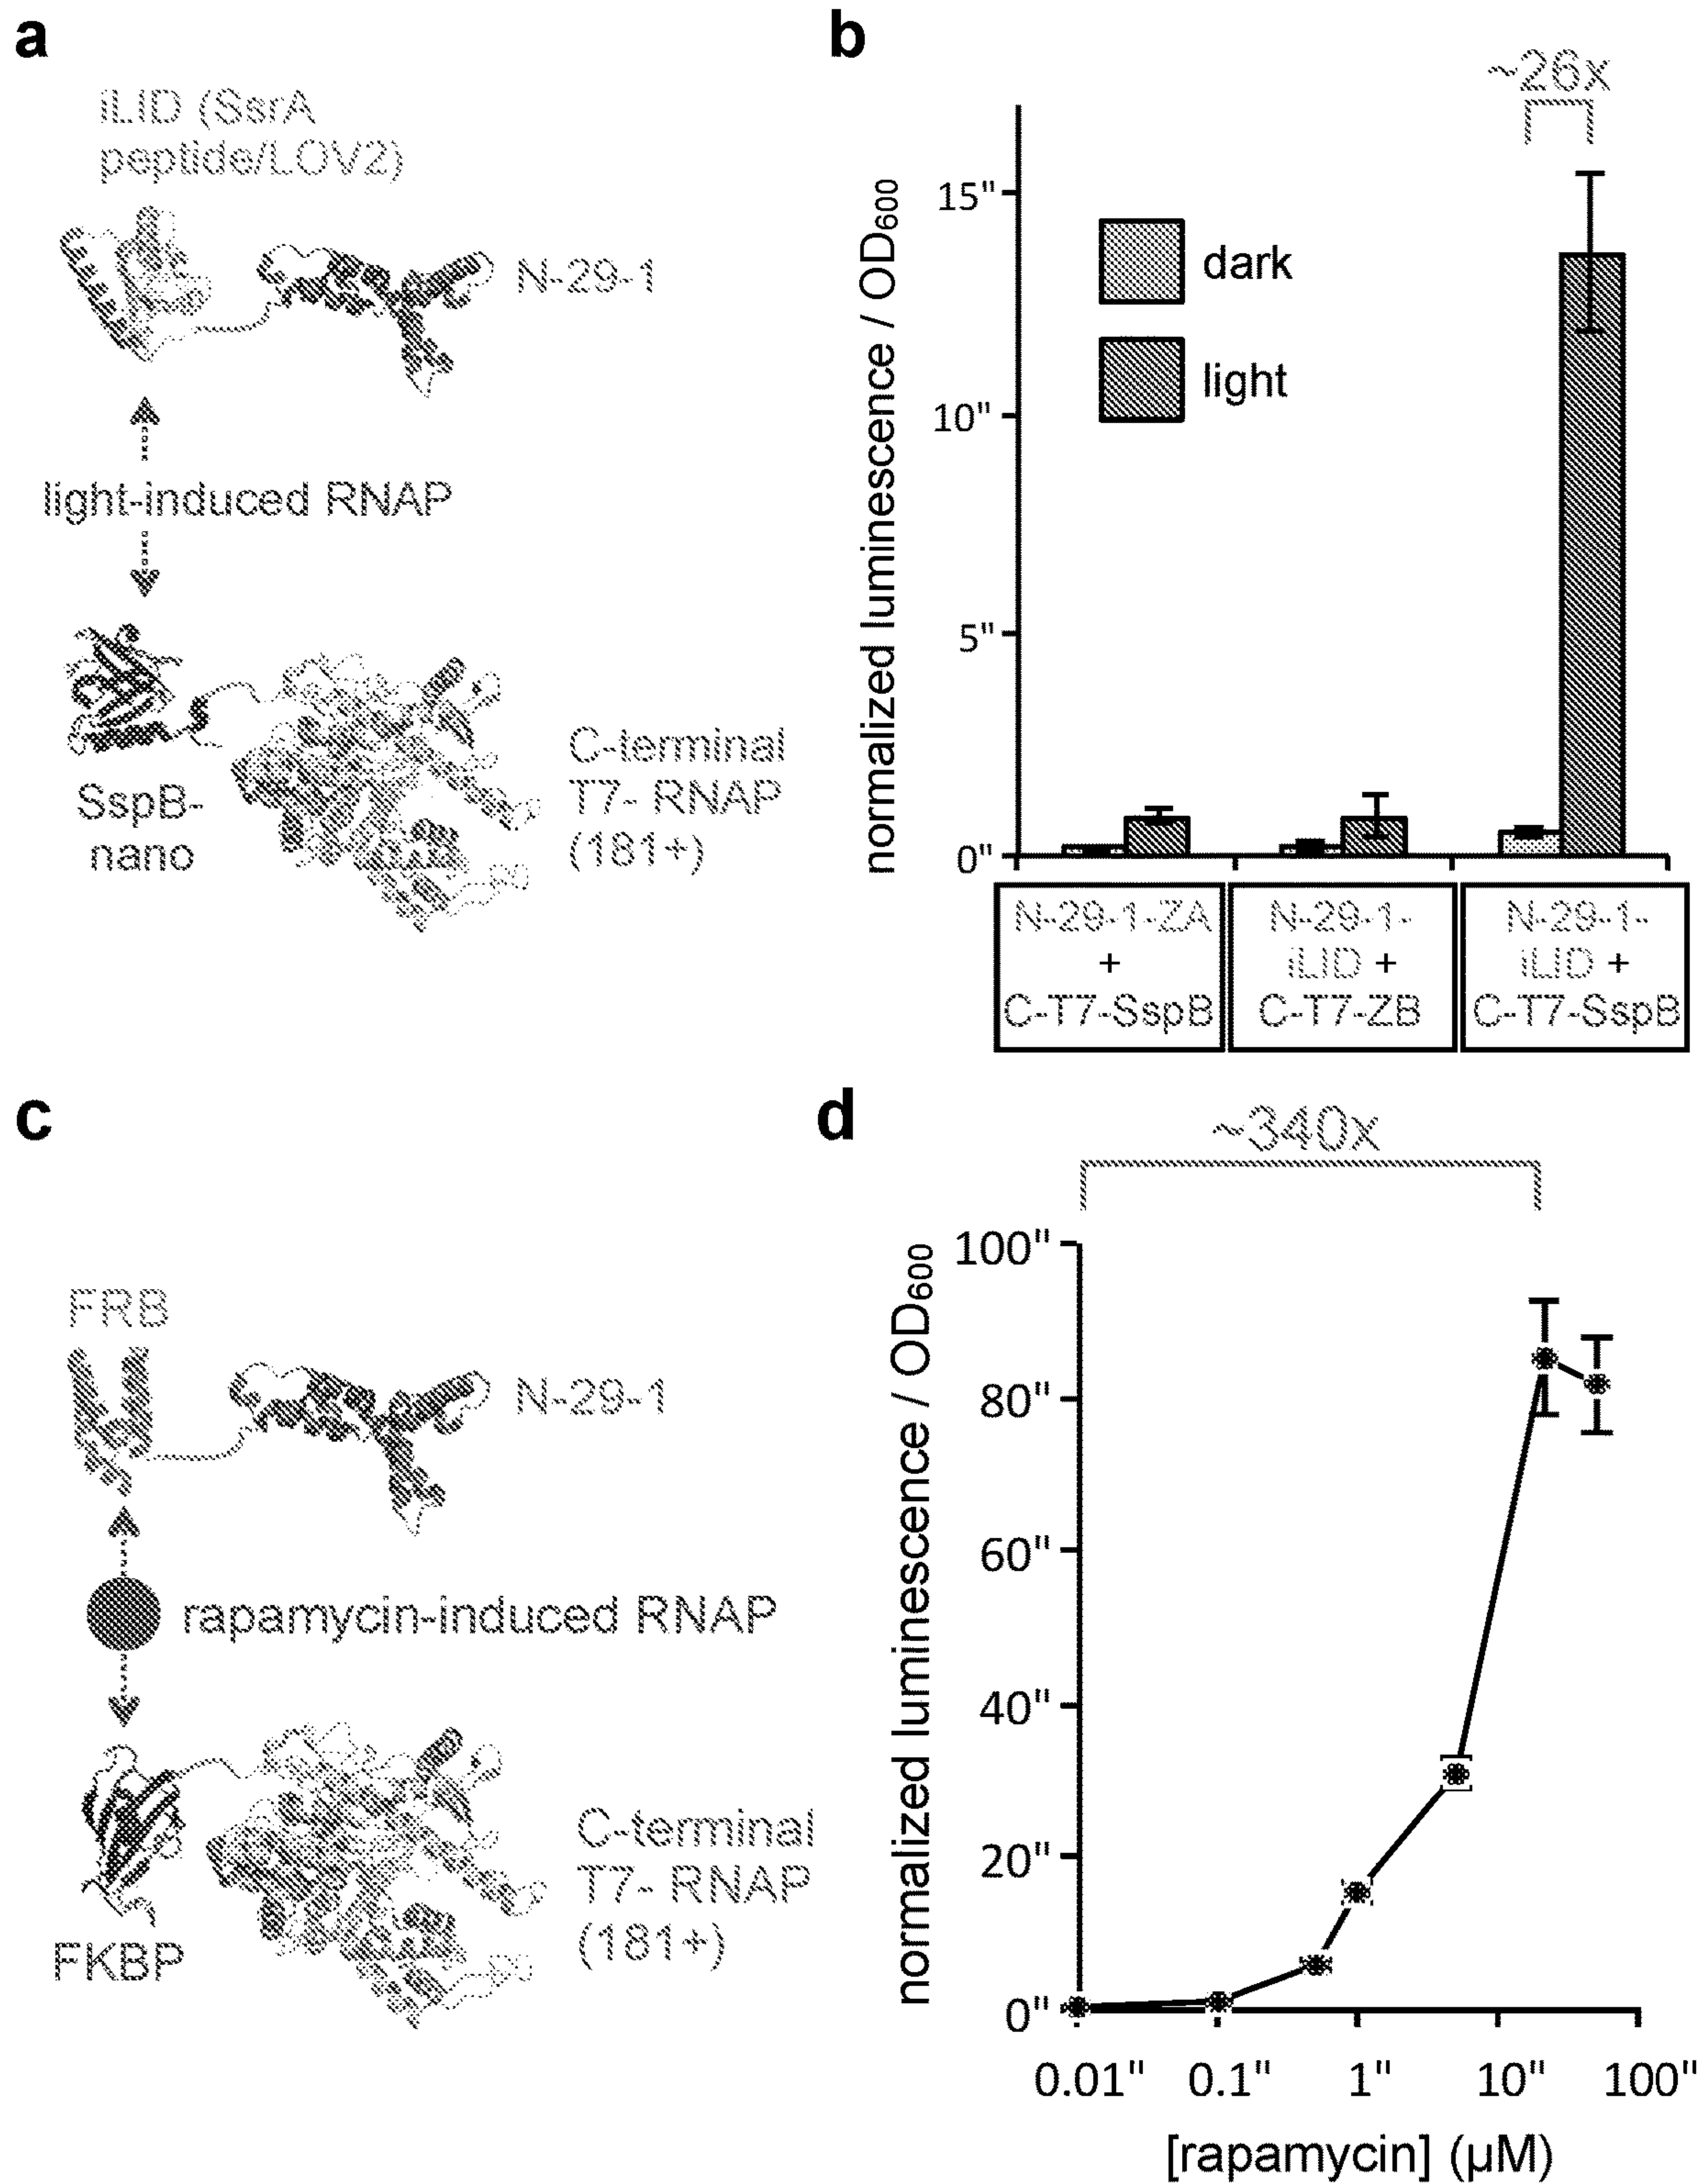 a
iLID (SsrA
peptide/LOV2)
N-29-1
light-induced RNAP
SspB-
nano
C-terminal
T7- RNAP
(181+)
b
~26x
normalized luminescence / OD600
15"
10"
5"
0"
dark
light
N-29-1-ZA
+
C-T7-SspB
N-29-1-
iLID +
C-T7-ZB
N-29-1-
iLID +
C-T7-SspB
c
FRB
N-29-1
rapamycin-induced RNAP
FKBP
C-terminal
T7- RNAP
(181+)
d
~340x
normalized luminescence / OD600
100"
80"
60"
40"
20"
0"
0.01" 0.1" 1" 10" 100"
[rapamycin] (µM)